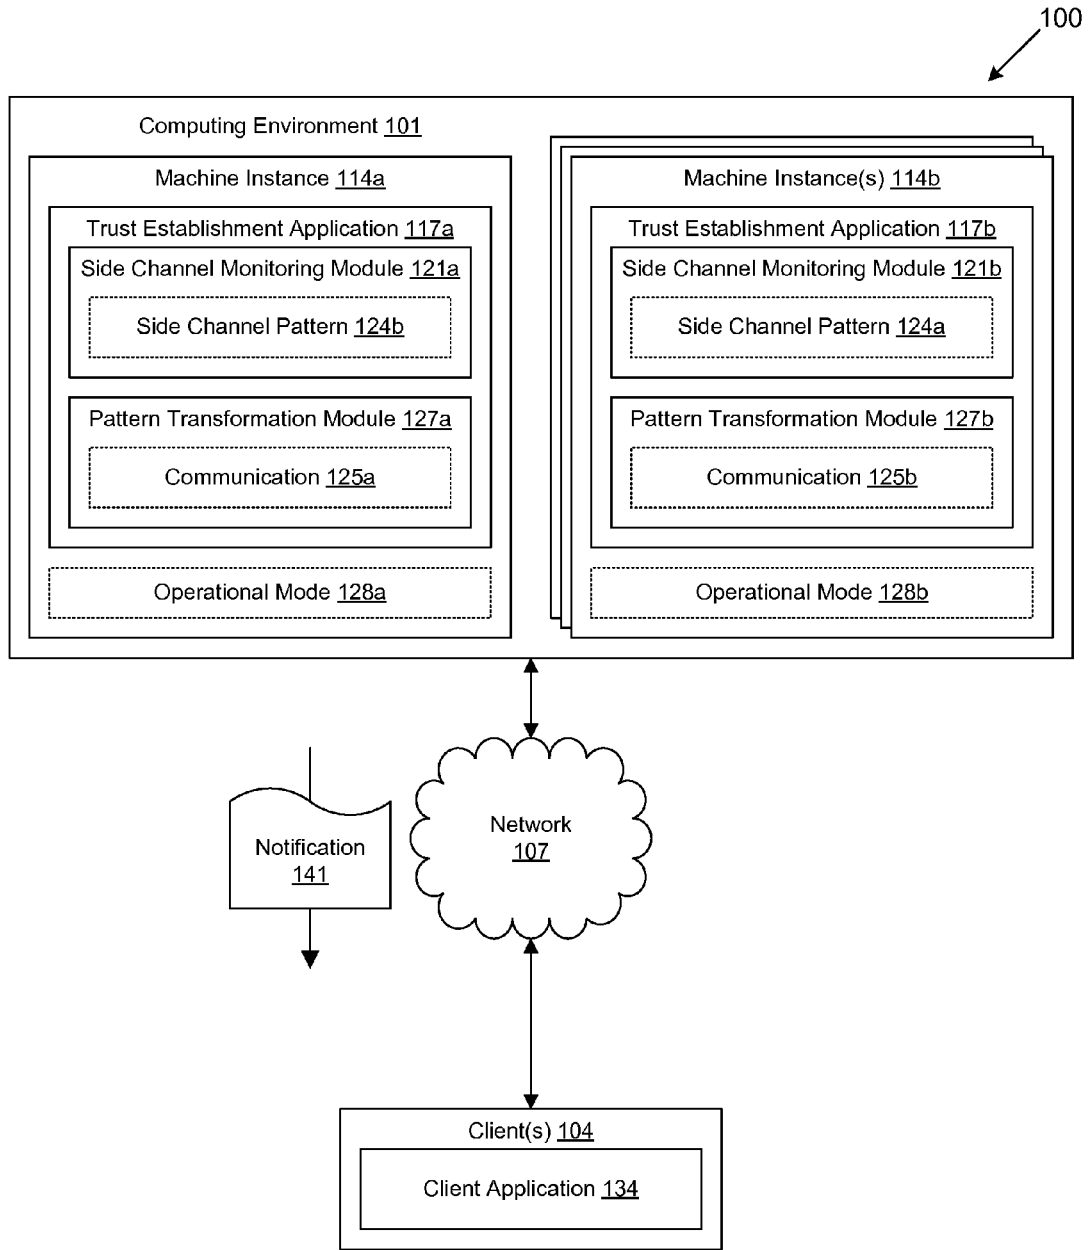 100
Computing Environment 101
Machine Instance 114a
Trust Establishment Application 117a
Side Channel Monitoring Module 121a
Side Channel Pattern 124b
Pattern Transformation Module 127a
Communication 125a
Operational Mode 128a
Machine Instance(s) 114b
Trust Establishment Application 117b
Side Channel Monitoring Module 121b
Side Channel Pattern 124a
Pattern Transformation Module 127b
Communication 125b
Operational Mode 128b
Notification
141
Network
107
Client(s) 104
Client Application 134